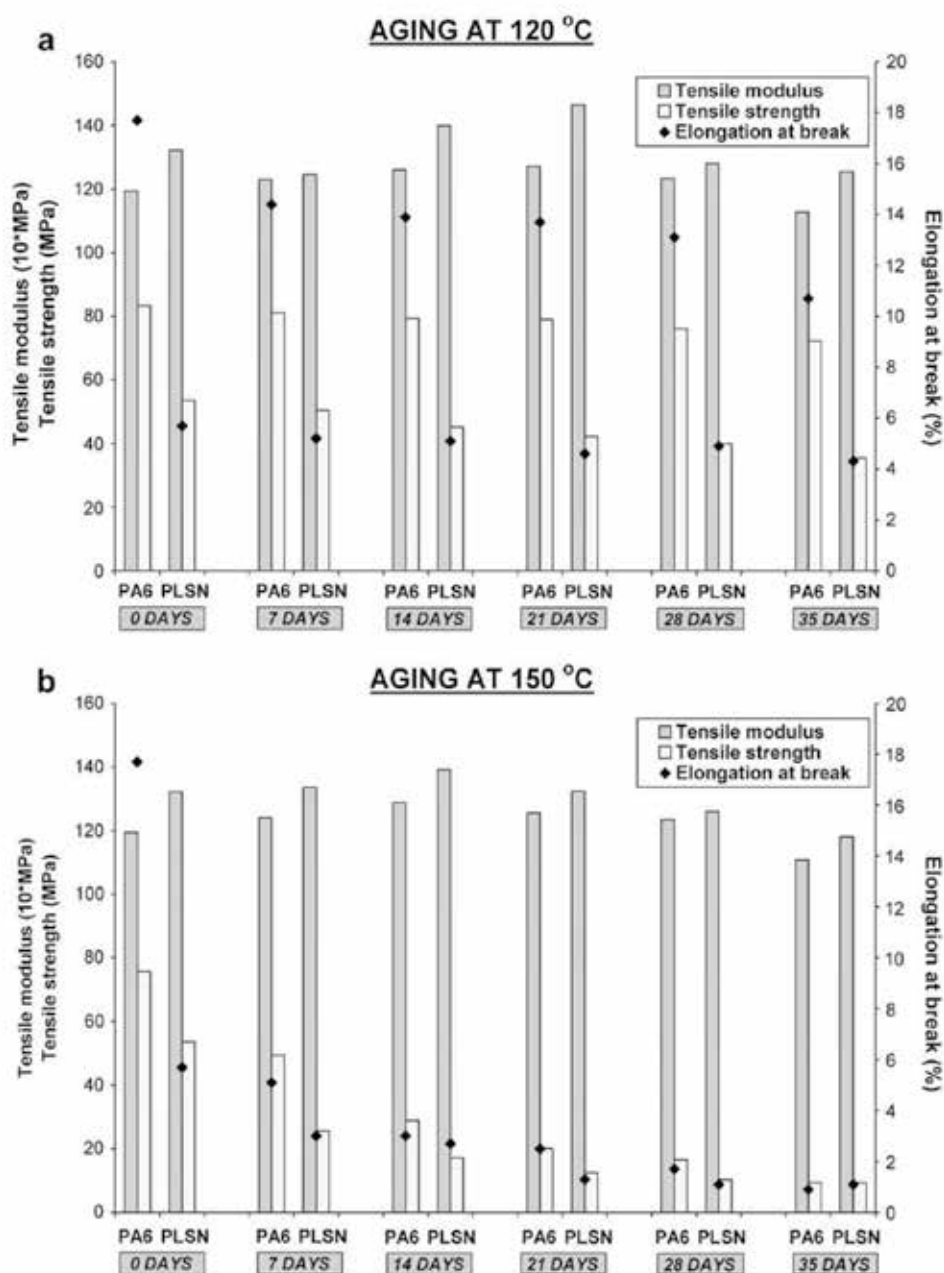 a
AGING AT 120 °C
Tensile modulus
Tensile strength
Elongation at break
Tensile modulus (10*MPa)
Tensile strength (MPa)
160
140
120
100
80
60
40
20
0
20
18
16
14
12
10
8
6
4
2
0
Elongation at break (%)
PA6 PLSN PA6 PLSN PA6 PLSN PA6 PLSN PA6 PLSN PA6 PLSN
0 DAYS 7 DAYS 14 DAYS 21 DAYS 28 DAYS 35 DAYS
b
AGING AT 150 °C
Tensile modulus
Tensile strength
Elongation at break
Tensile modulus (10*MPa)
Tensile strength (MPa)
160
140
120
100
80
60
40
20
0
20
18
16
14
12
10
8
6
4
2
0
Elongation at break (%)
PA6 PLSN PA6 PLSN PA6 PLSN PA6 PLSN PA6 PLSN PA6 PLSN
0 DAYS 7 DAYS 14 DAYS 21 DAYS 28 DAYS 35 DAYS